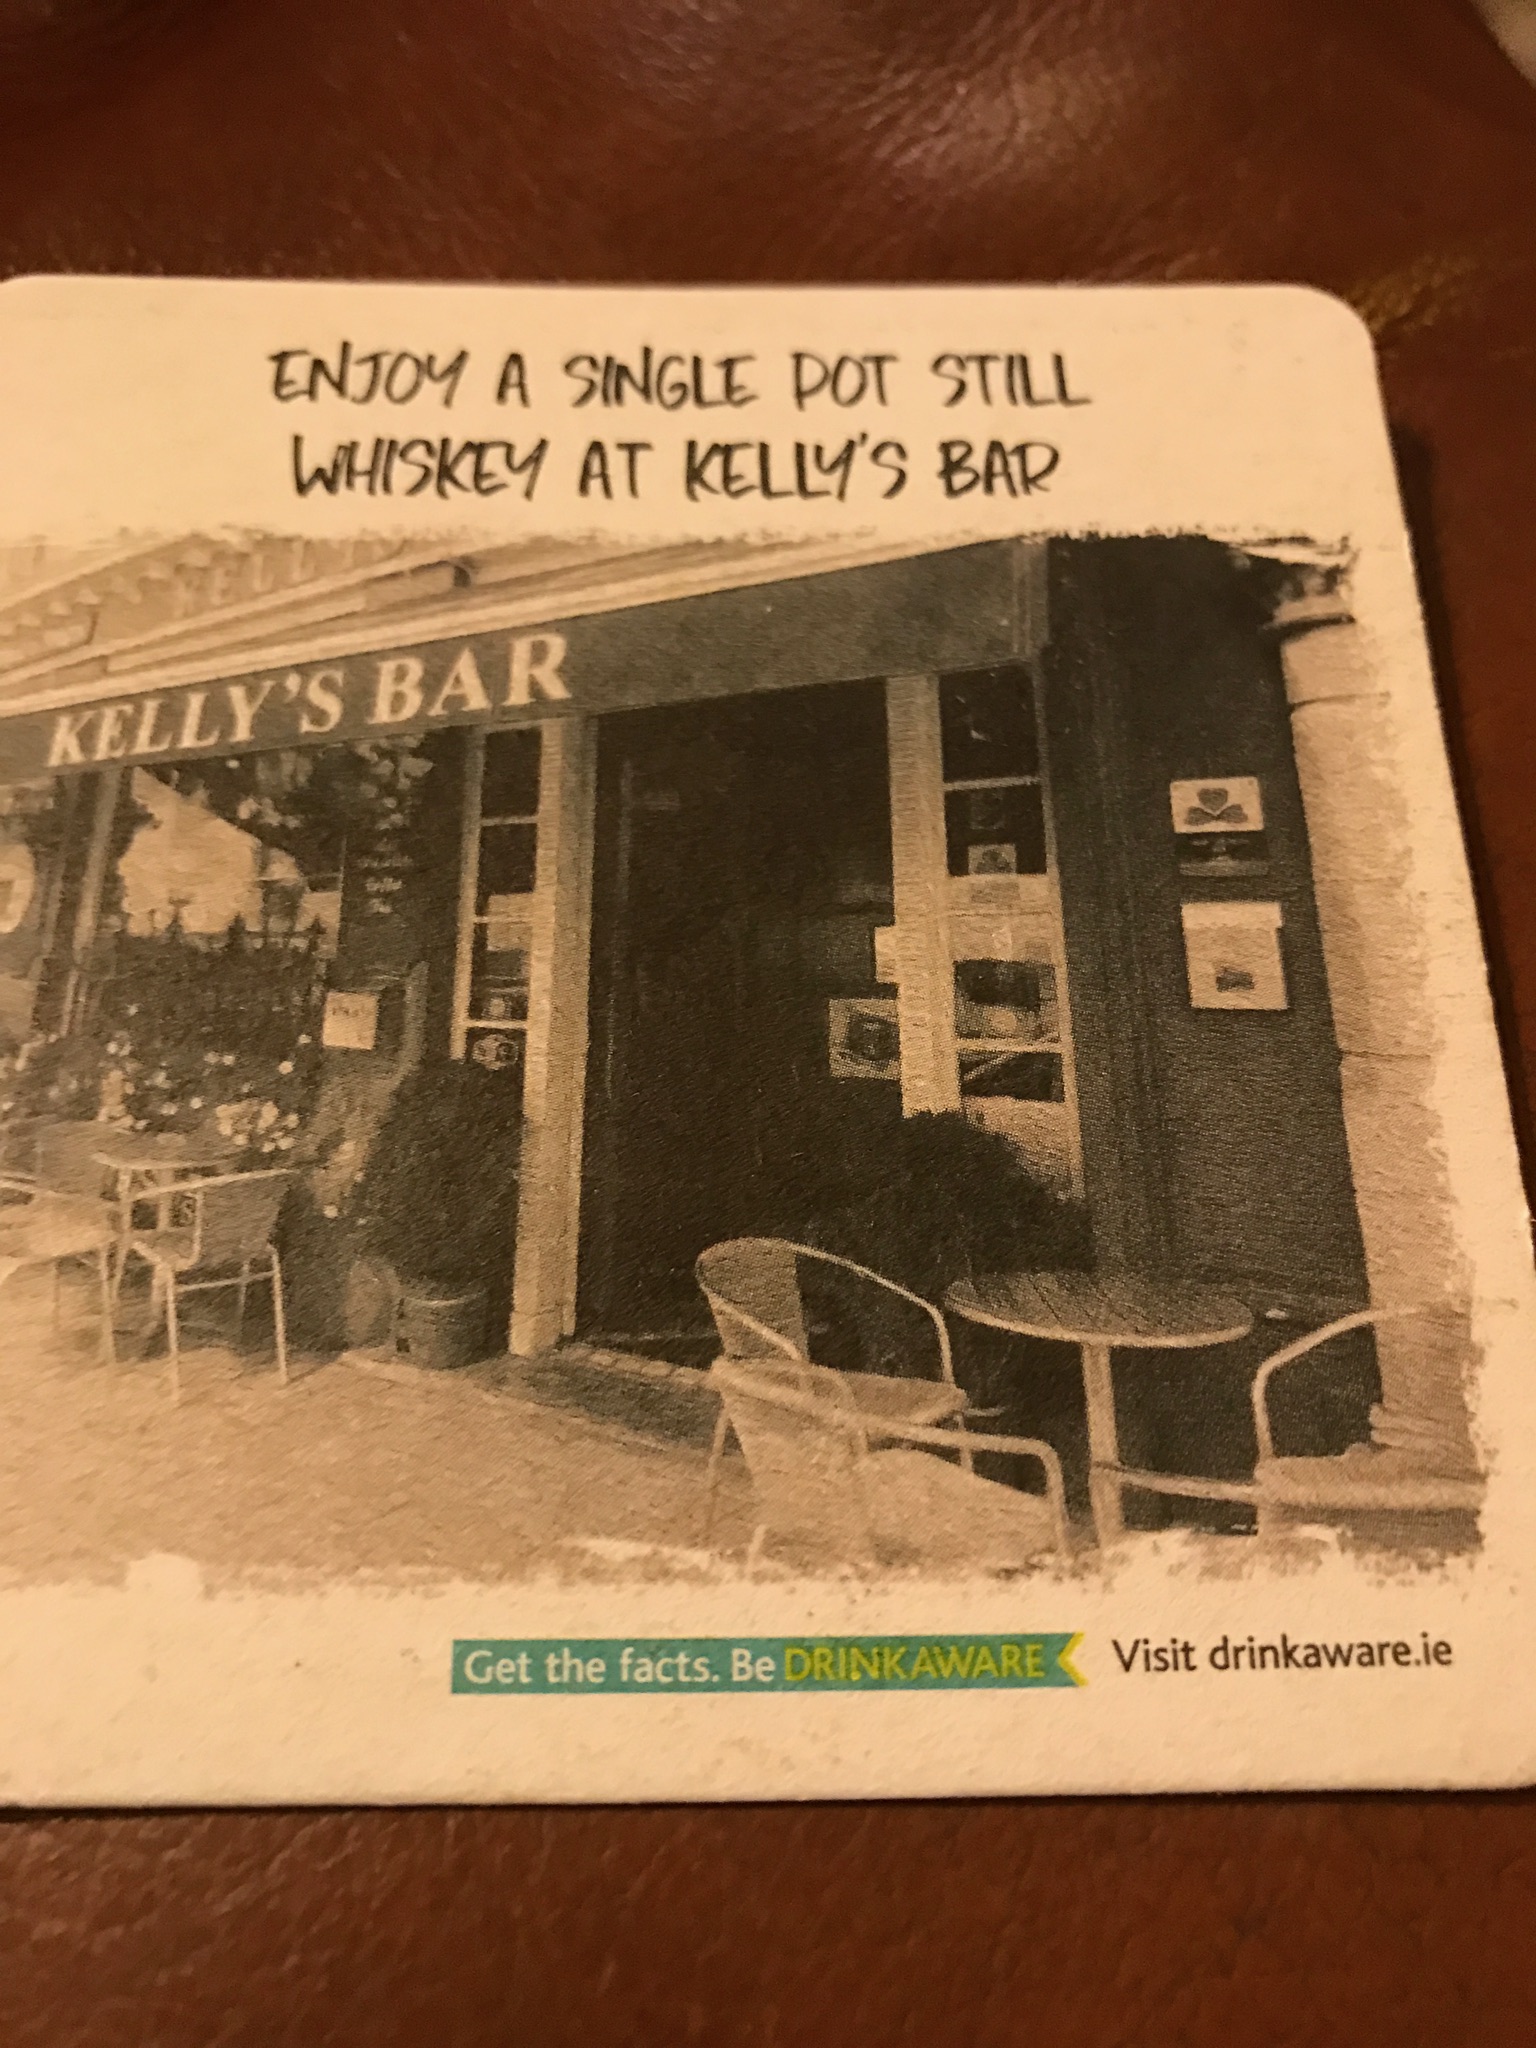 ENJOY A SINGLE POT STILL
WHISKEY AT KELLY'S BAR
KELLY'S BAR
Get the facts. Be DRINKAWARE
Visit drinkaware.ie